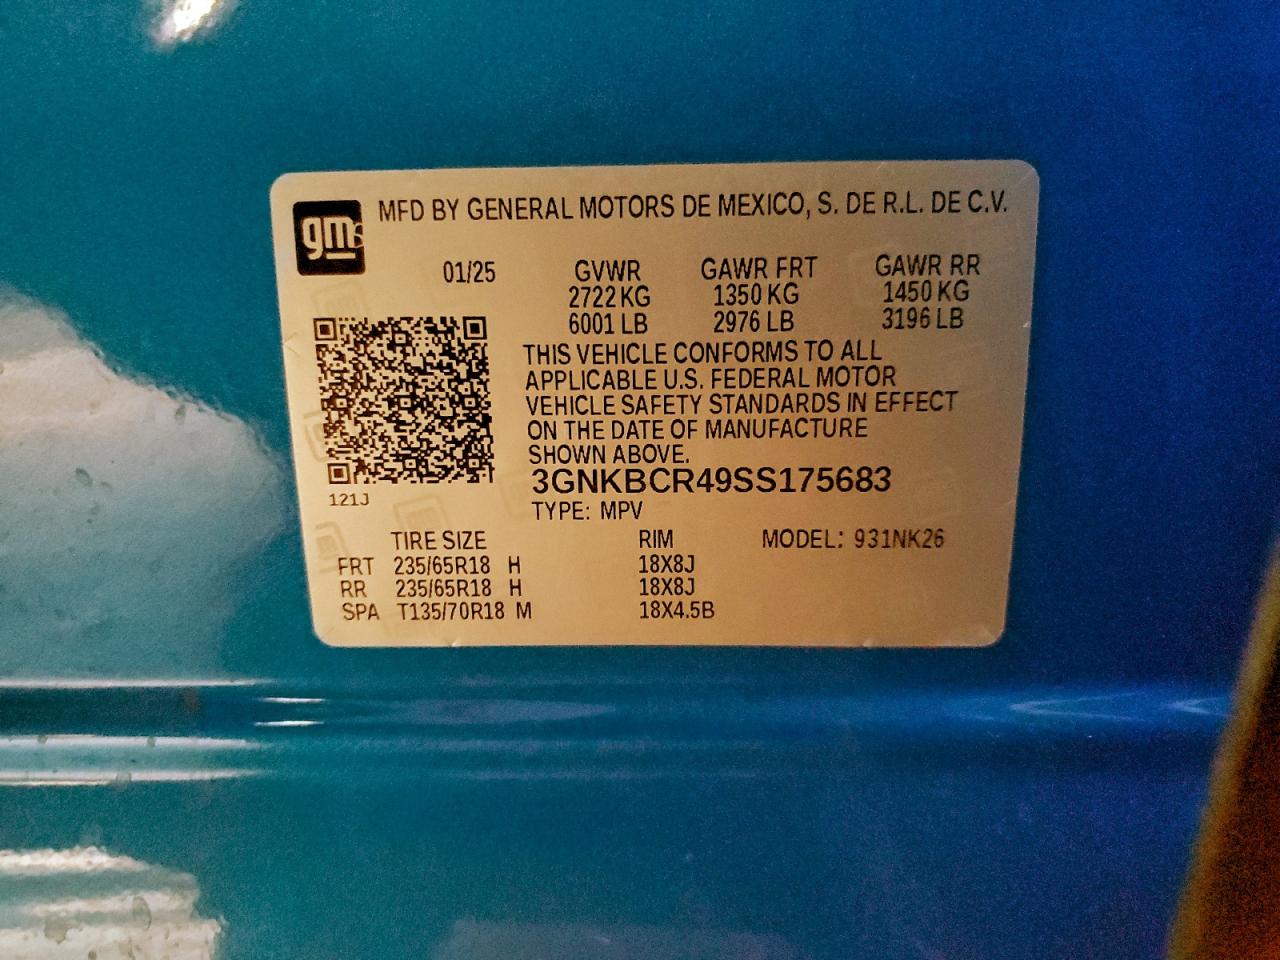 gm
MFD BY GENERAL MOTORS DE MEXICO, S. DE R.L. DE C.V.
01/25 GVWR GAWR FRT GAWR RR
2722 KG 1350 KG 1450 KG
6001 LB 2976 LB 3196 LB
THIS VEHICLE CONFORMS TO ALL
APPLICABLE U.S. FEDERAL MOTOR
VEHICLE SAFETY STANDARDS IN EFFECT
ON THE DATE OF MANUFACTURE
SHOWN ABOVE.
3GNKBCR49SS175683
121J
TYPE: MPV
TIRE SIZE RIM MODEL: 931NK26
FRT 235/65R18 H 18X8J
RR 235/65R18 H 18X8J
SPA T135/70R18 M 18X4.5B